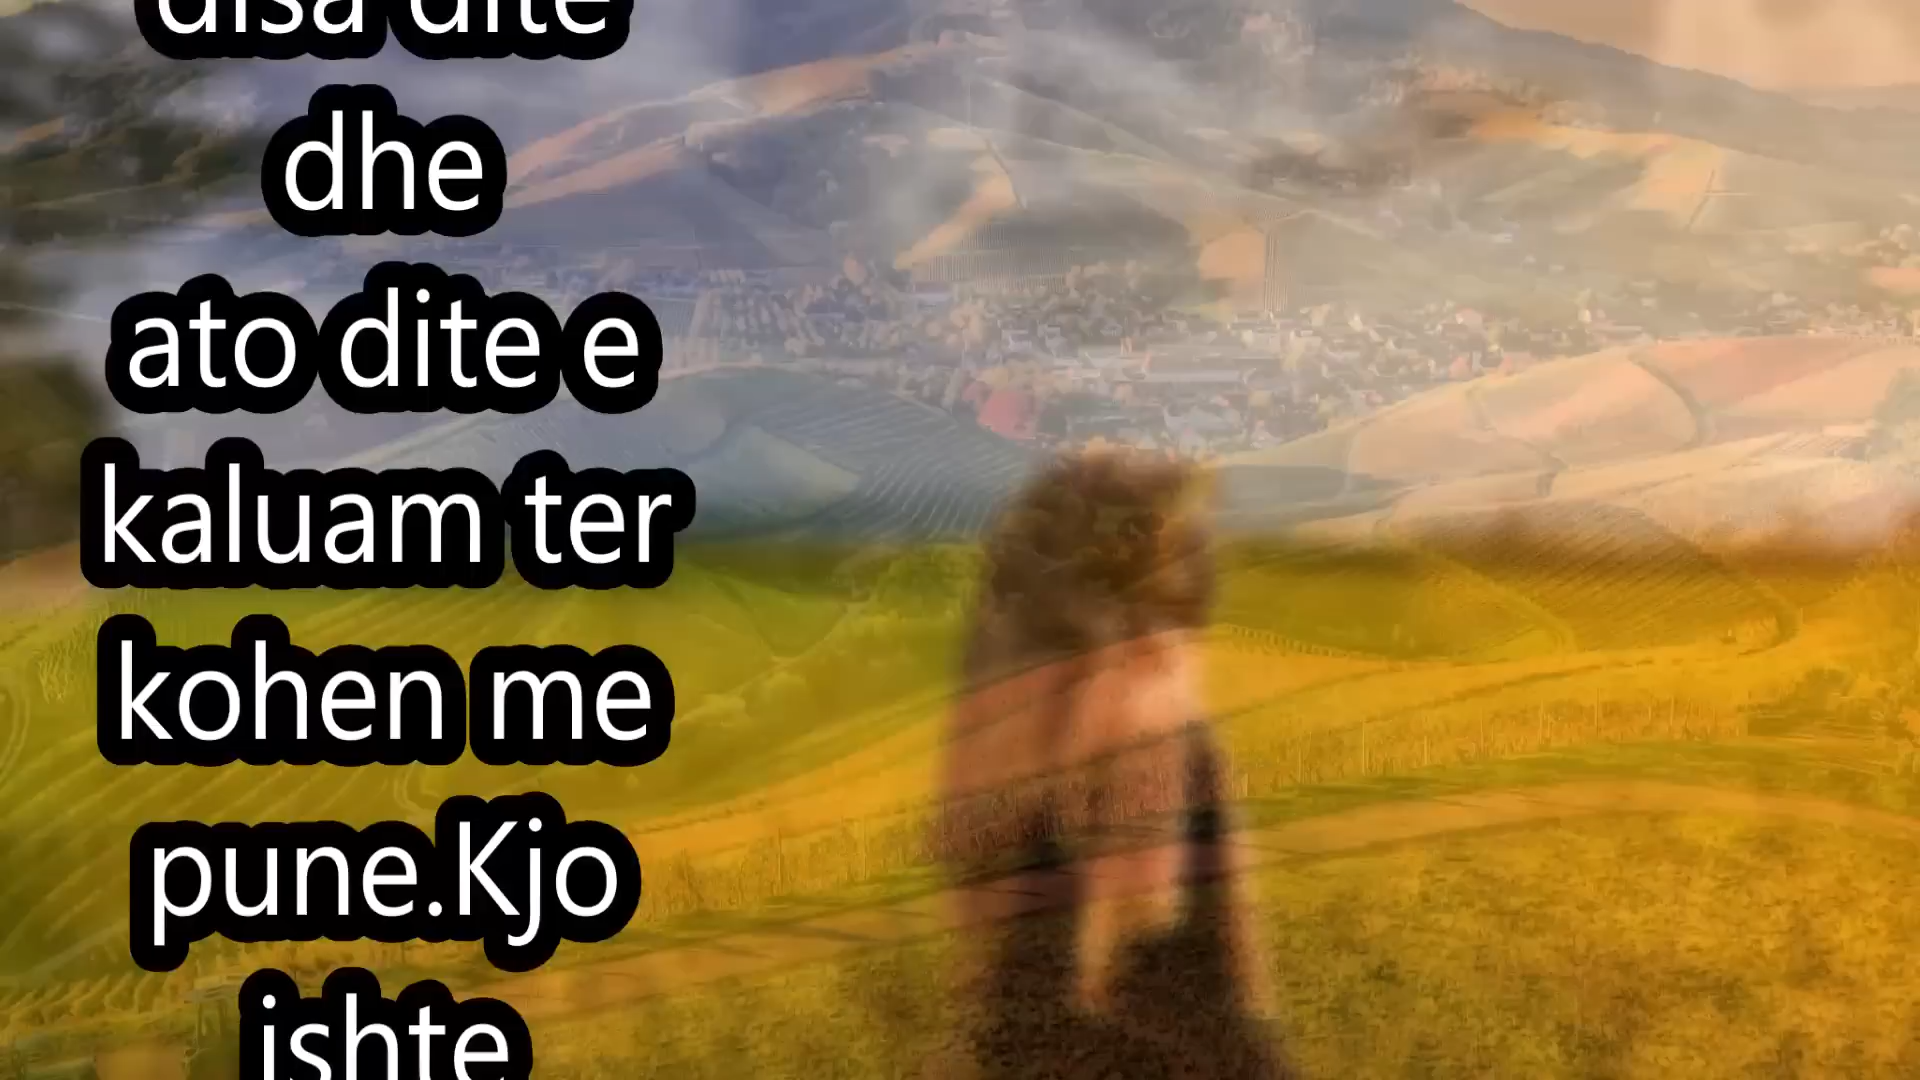 disa dite
dhe
ato dite e
kaluam ter
kohen me
pune.Kjo
ishte